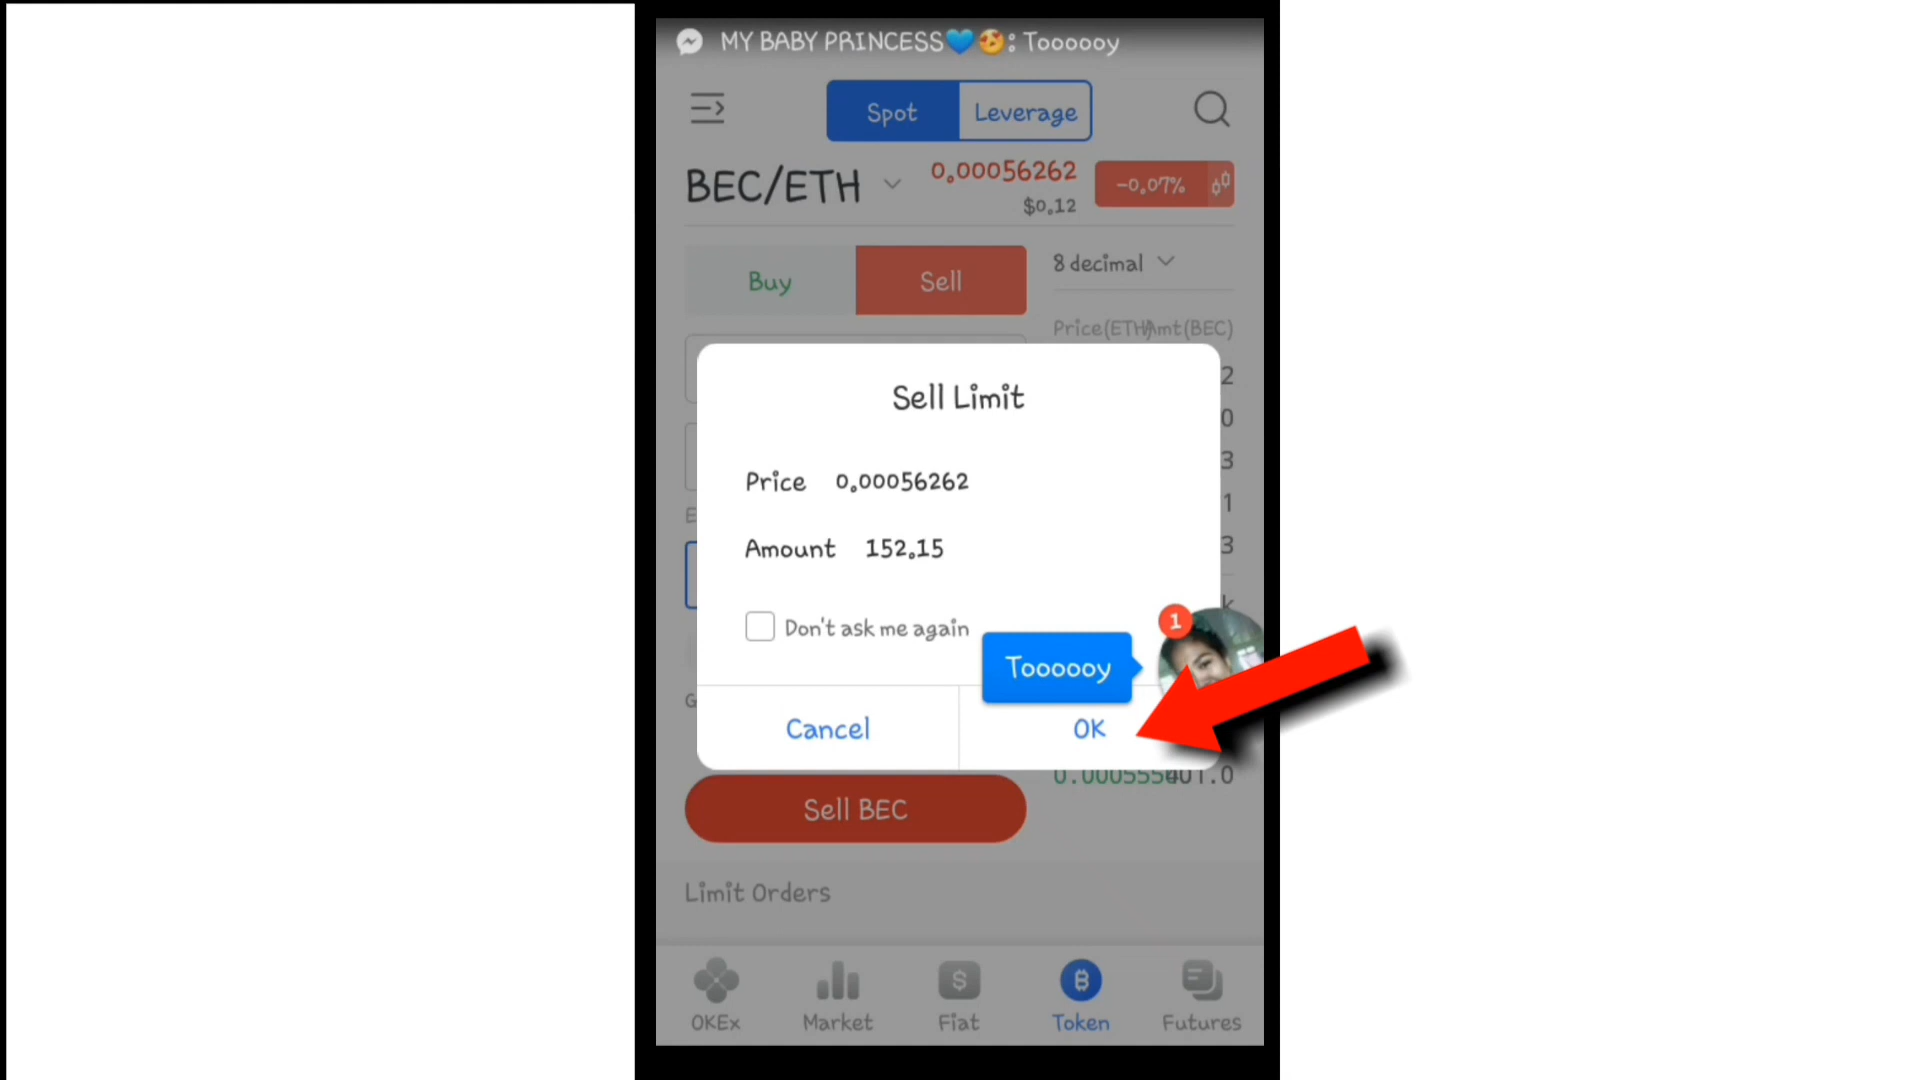 MY BABY PRINCESS💙😍: Toooooy
Spot
Leverage
BEC/ETH
0.00056262
$0.12
-0.07%
Buy
Sell
8 decimal
Price(ETH)
Amt(BEC)
Sell Limit
Price 0.00056262
Amount 152.15
Don't ask me again
1
Toooooy
Cancel
OK
Sell BEC
Limit Orders
OKEx
Market
Fiat
Token
Futures